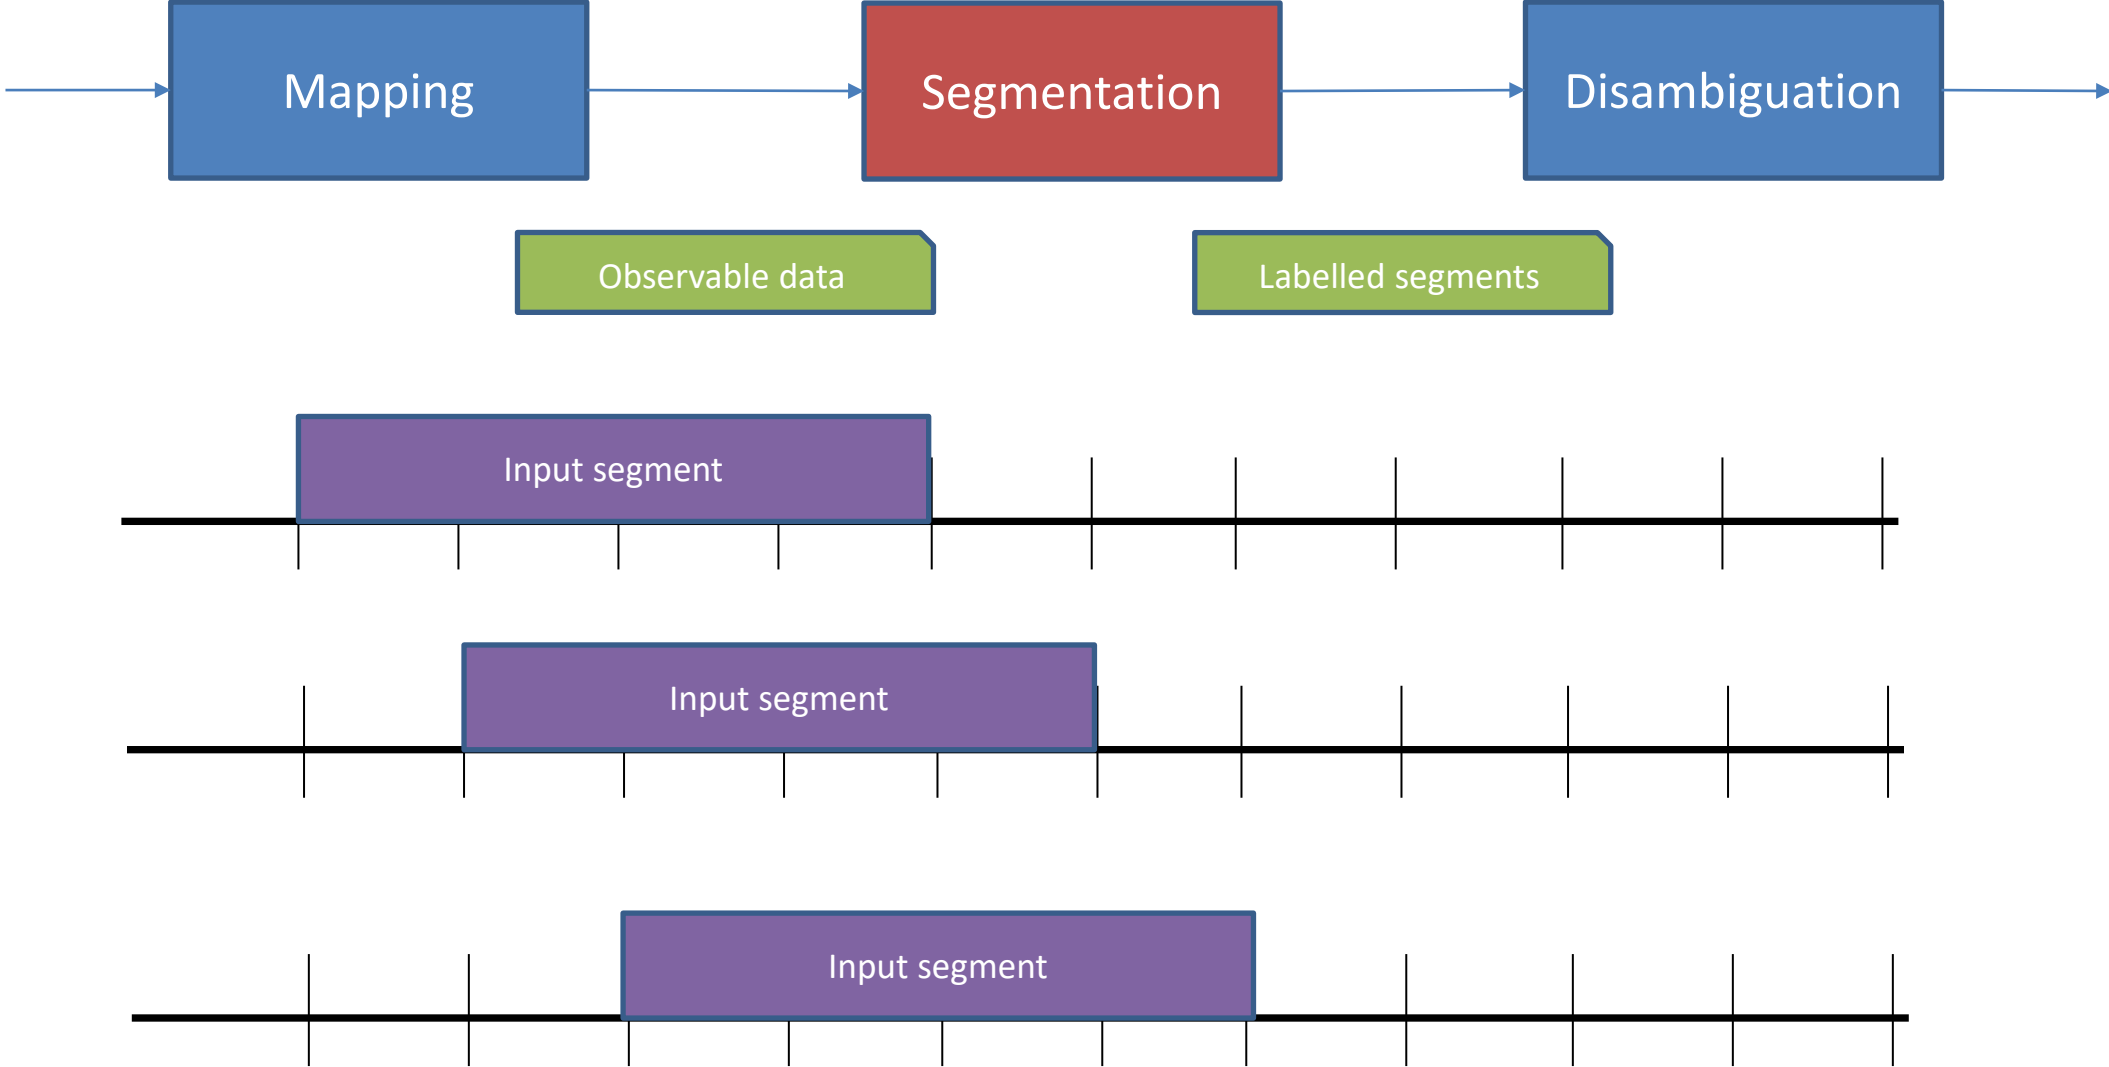 Mapping
Segmentation
Disambiguation
Observable data
Labelled segments
Input segment
Input segment
Input segment